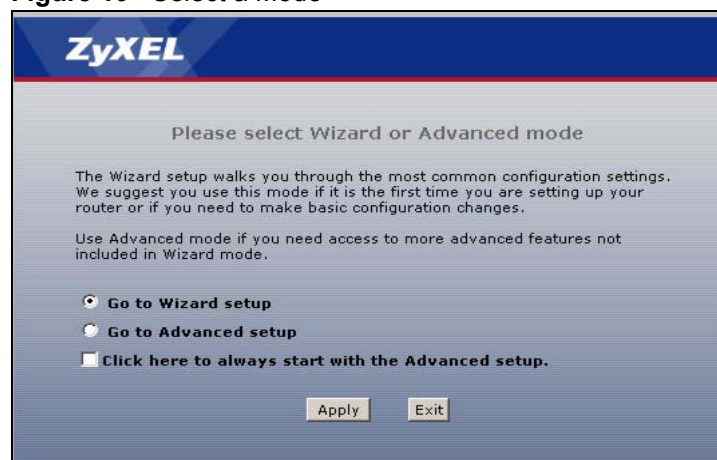 Select a Mode
ZyXEL
Please select Wizard or Advanced mode
The Wizard setup walks you through the most common configuration settings.
We suggest you use this mode if it is the first time you are setting up your
router or if you need to make basic configuration changes.
Use Advanced mode if you need access to more advanced features not
included in Wizard mode.
Go to Wizard setup
Go to Advanced setup
Click here to always start with the Advanced setup.
Apply Exit